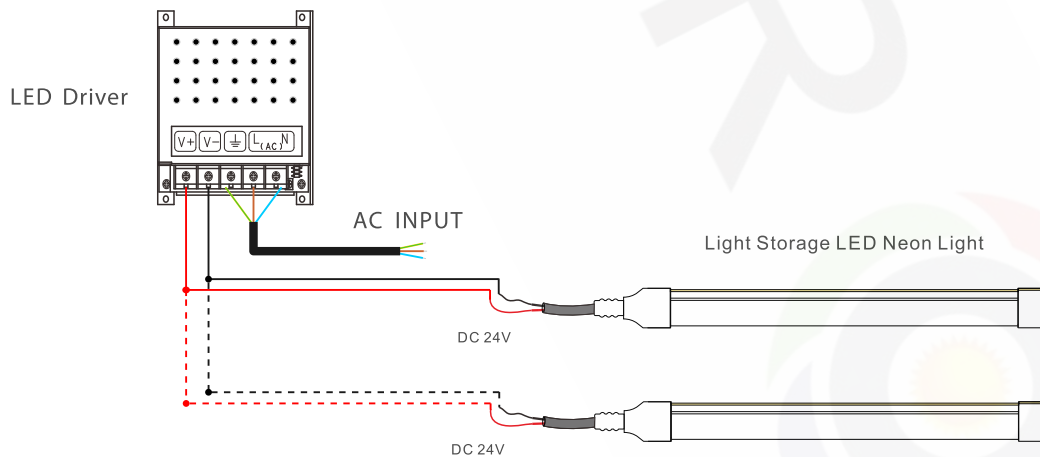 LED Driver
V+ V- ⏚ L (AC) N
AC INPUT
Light Storage LED Neon Light
DC 24V
DC 24V
R